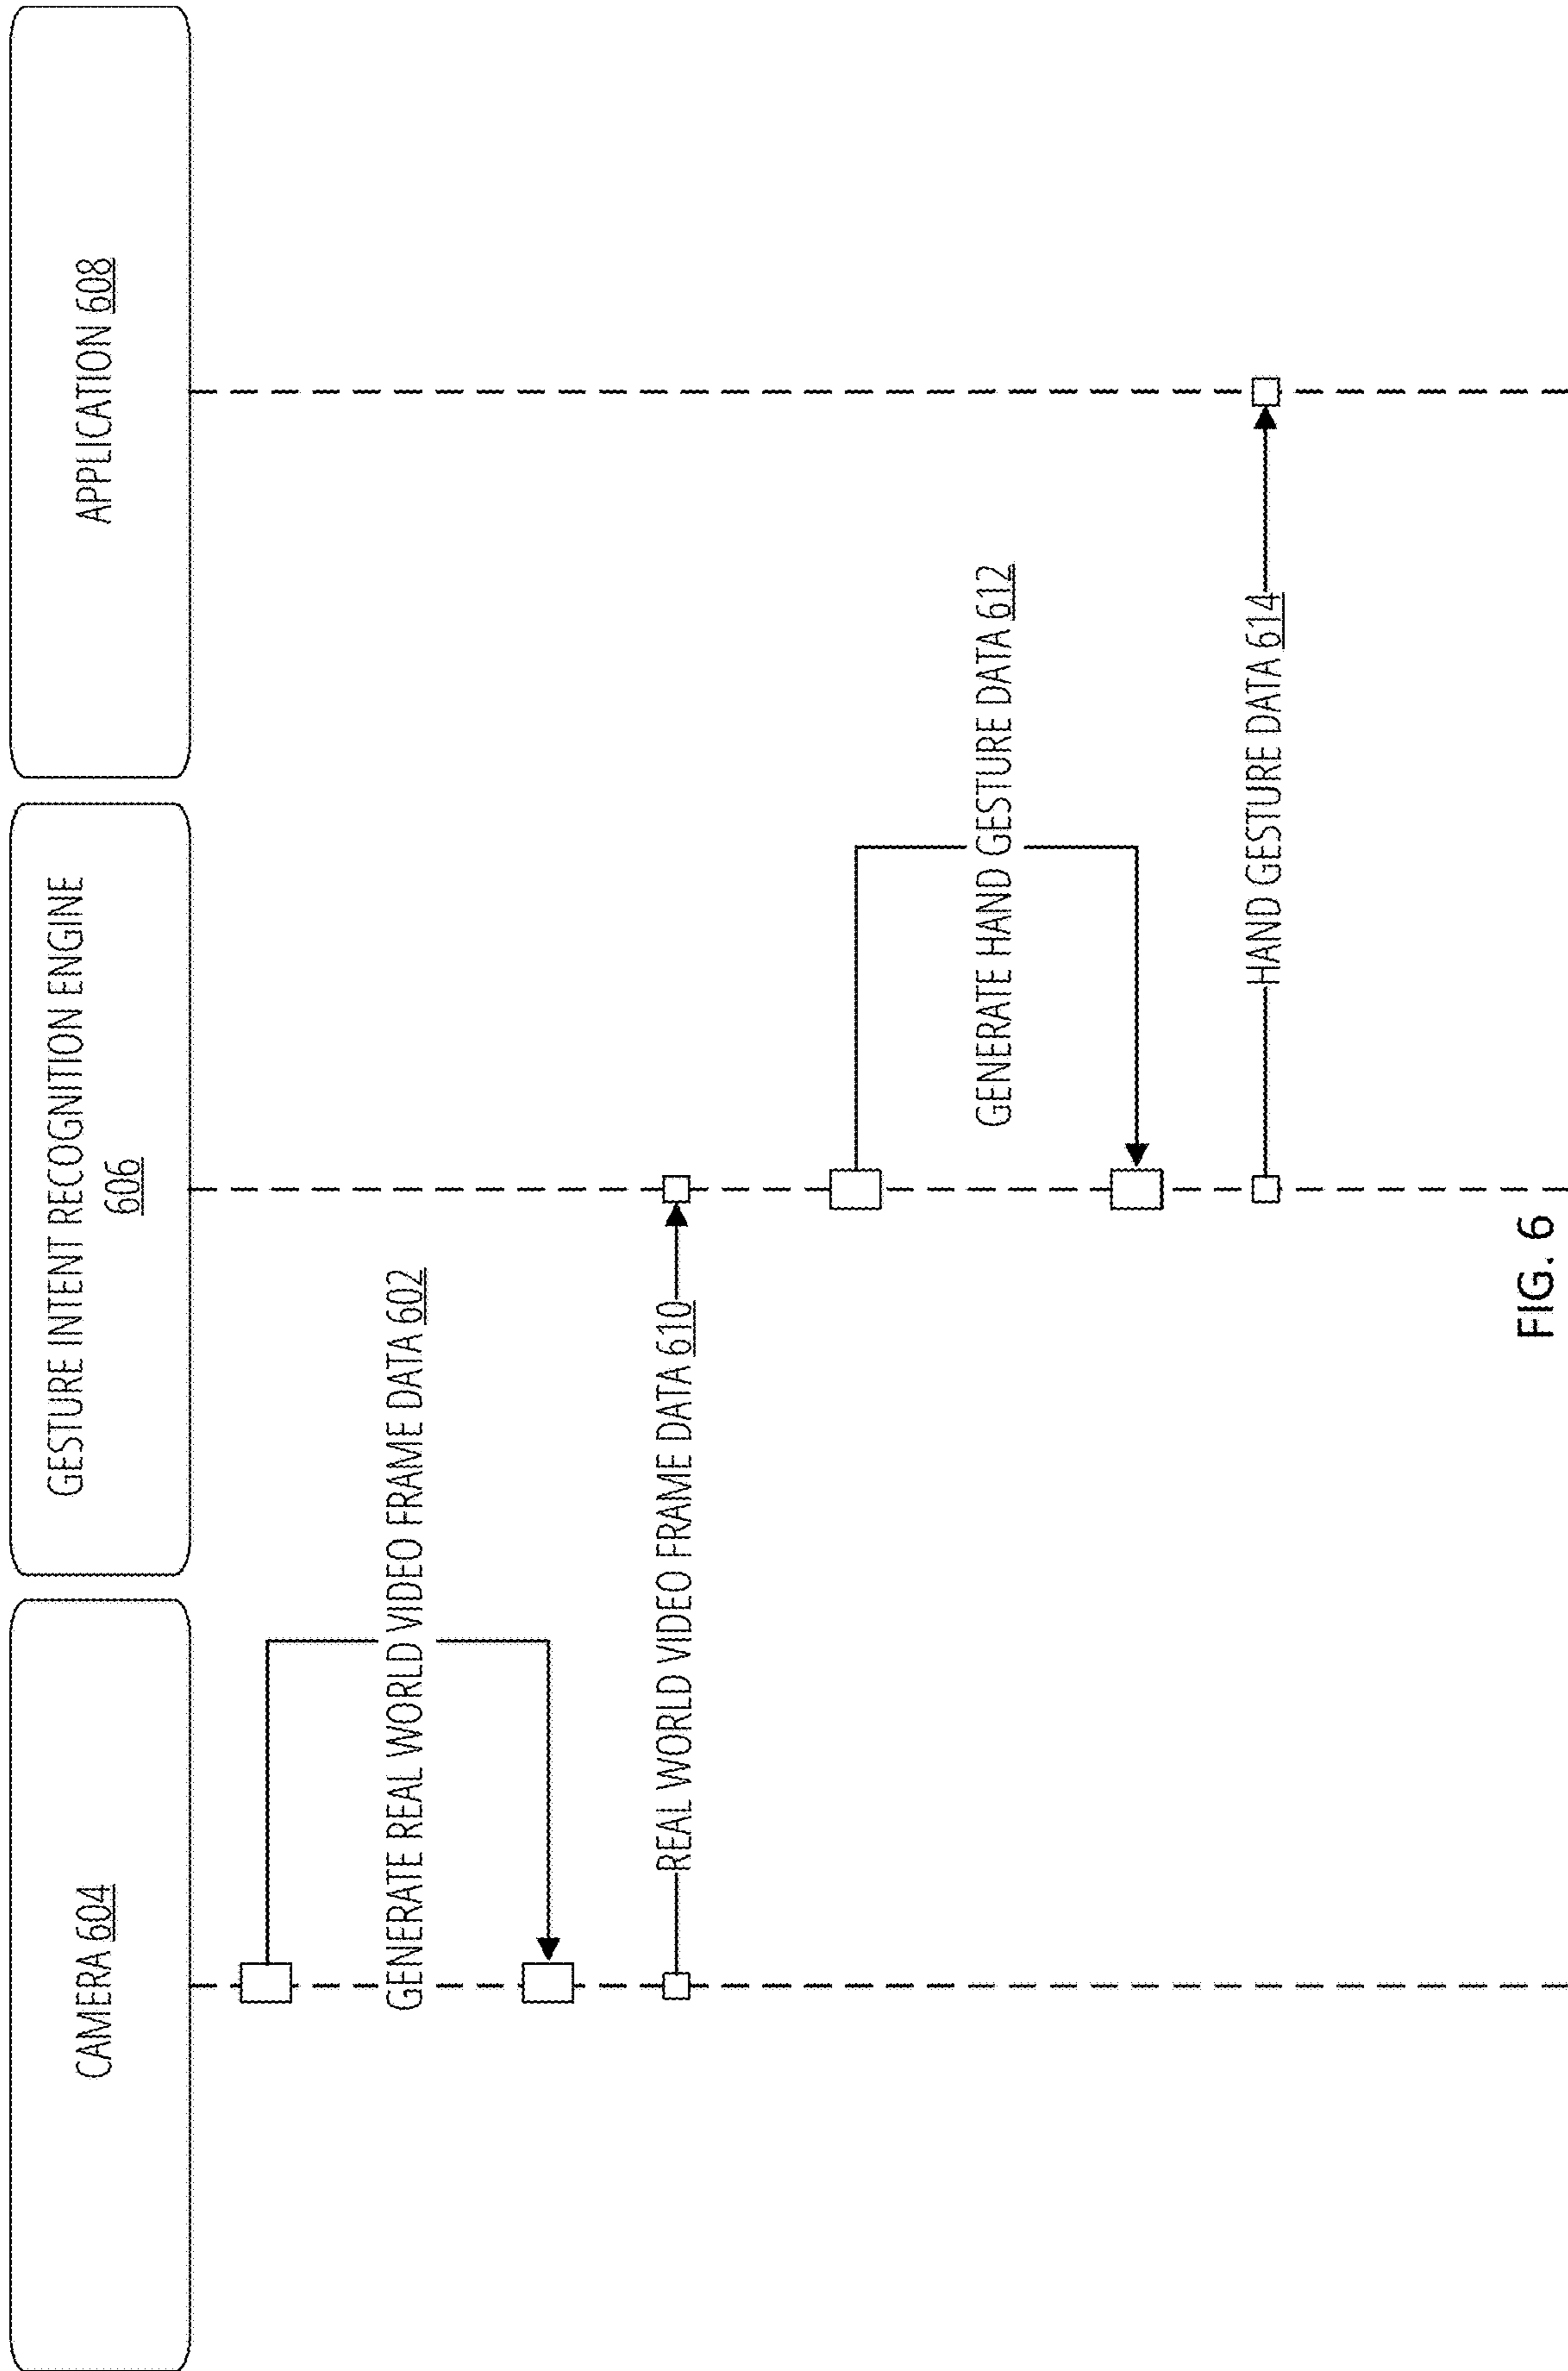 CAMERA 604
GESTURE INTENT RECOGNITION ENGINE
606
APPLICATION 608
GENERATE REAL WORLD VIDEO FRAME DATA 602
REAL WORLD VIDEO FRAME DATA 610
GENERATE HAND GESTURE DATA 612
HAND GESTURE DATA 614
FIG. 6